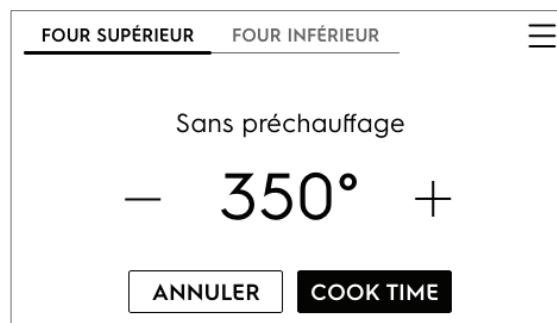 FOUR SUPÉRIEUR FOUR INFÉRIEUR
Sans préchauffage
350°
ANNULER COOK TIME